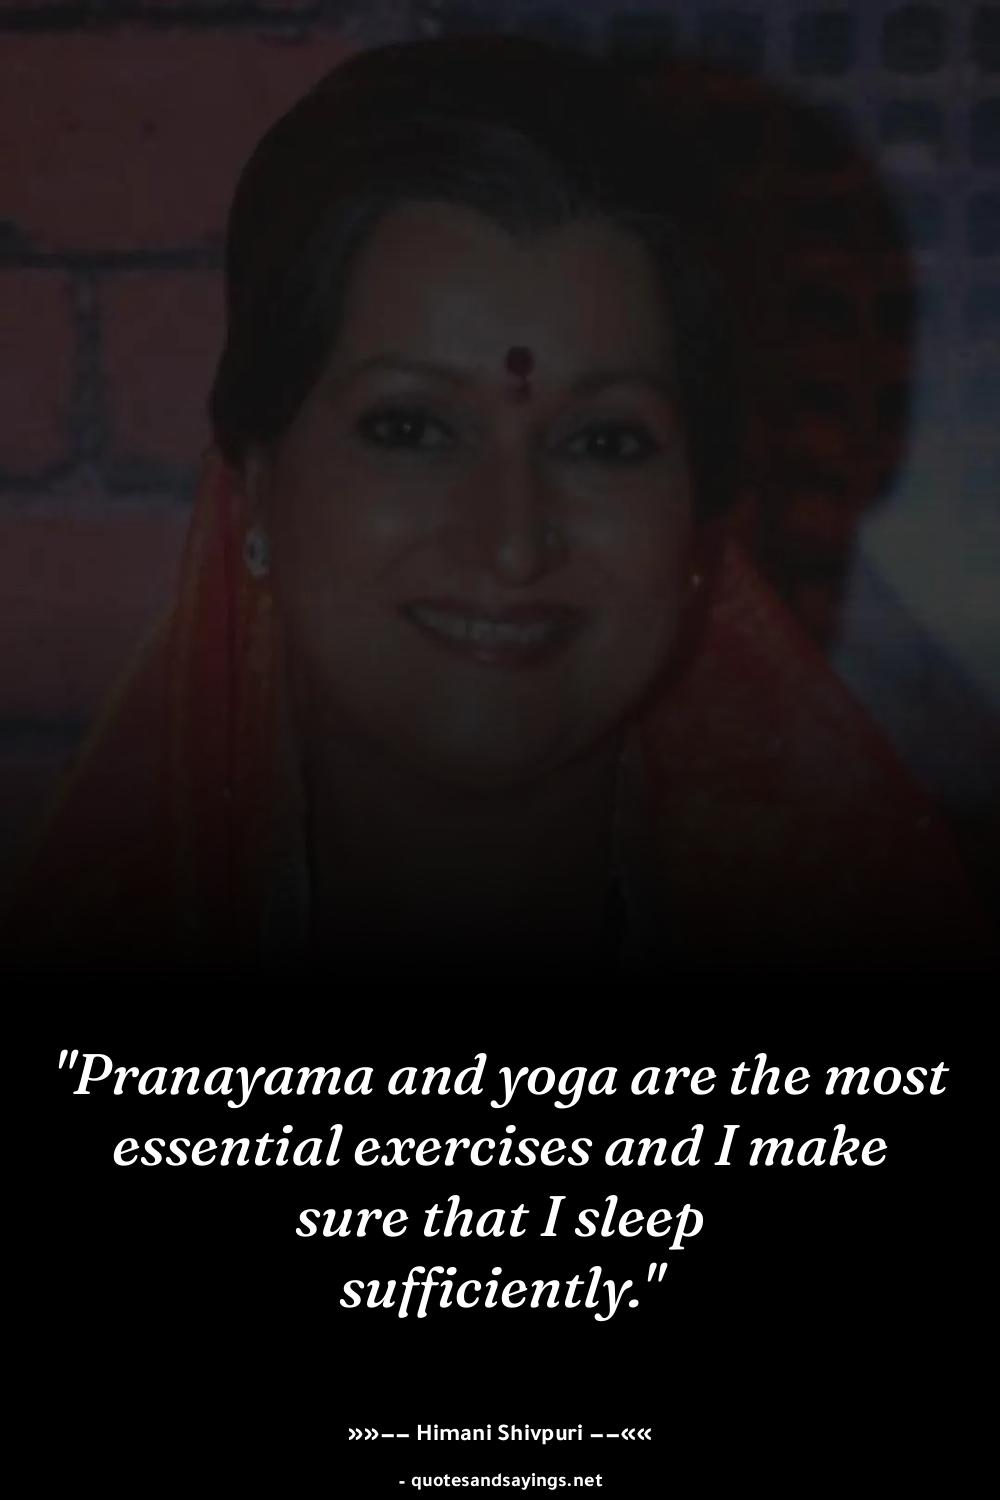 "Pranayama and yoga are the most
essential exercises and I make
sure that I sleep
sufficiently."
»»−− Himani Shivpuri −−««
- quotesandsayings.net